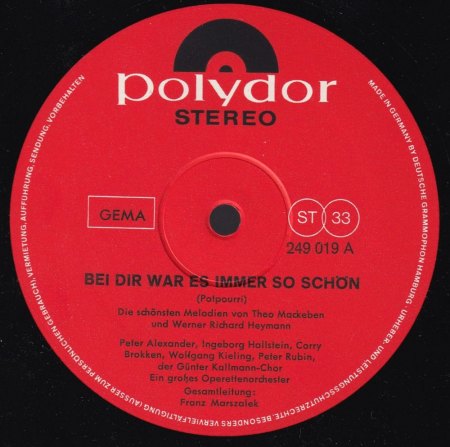 polydor
STEREO
GEMA
ST 33
249 019 A
BEI DIR WAR ES IMMER SO SCHÖN
(Potpourri)
Die schönsten Melodien von Theo Mackeben
und Werner Richard Heymann
Peter Alexander, Ingeborg Hallstein, Corry
Brokken, Wolfgang Kieling, Peter Rubin,
der Günter Kallmann-Chor
Ein großes Operettenorchester
Gesamtleitung:
Franz Marszalek
MADE IN GERMANY BY DEUTSCHE GRAMMOPHON HAMBURG · URHEBER- UND LEISTUNGSSCHUTZRECHTE, BESONDERS VERVIELFÄLTIGUNG (AUSSER ZUM PERSÖNLICHEN GEBRAUCH), VERMIETUNG, AUFFÜHRUNG, SENDUNG, VORBEHALTEN